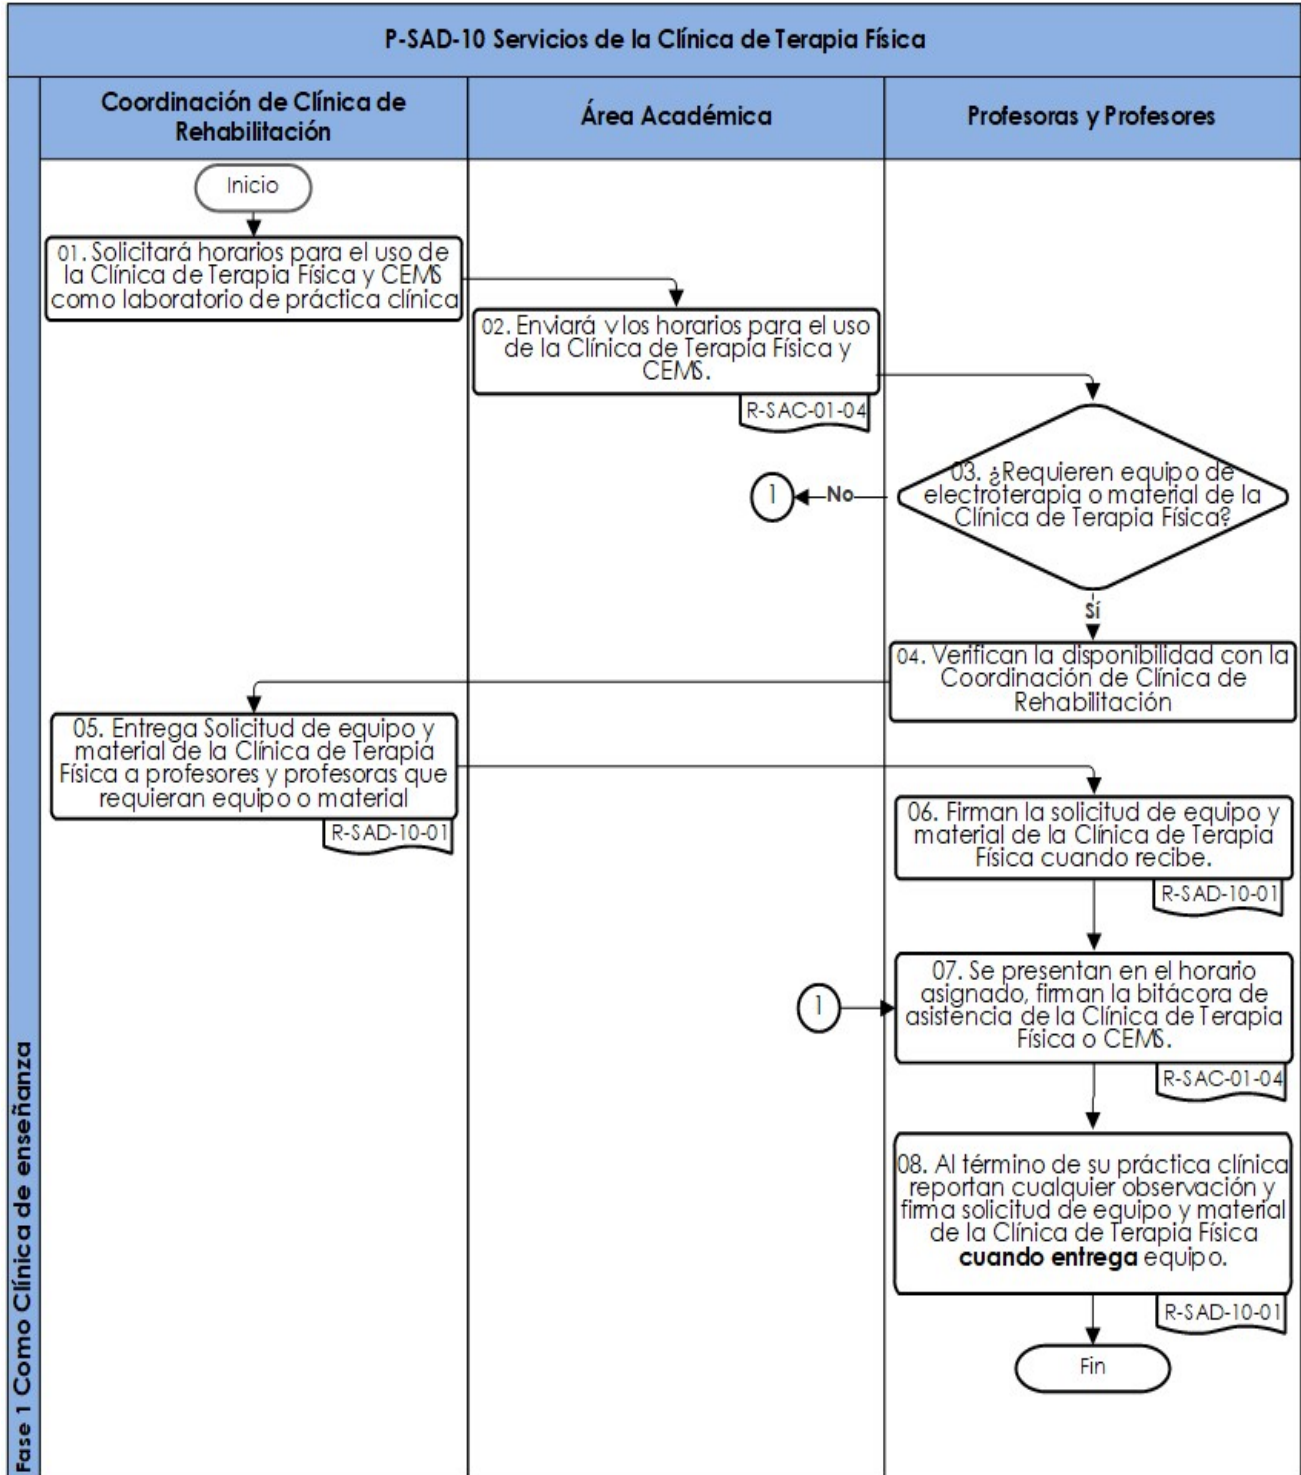 P-SAD-10 Servicios de la Clínica de Terapia Física
Coordinación de Clínica de
Rehabilitación
Área Académica
Profesoras y Profesores
Fase 1 Como Clínica de enseñanza
Inicio
01. Solicitará horarios para el uso de
la Clínica de Terapia Física y CEMS
como laboratorio de práctica clínica
02. Enviará y los horarios para el uso
de la Clínica de Terapia Física y
CEMS.
R-SAC-01-04
03. ¿Requieren equipo de
electroterapia o material de la
Clínica de Terapia Física?
No
1
Sí
04. Verifican la disponibilidad con la
Coordinación de Clínica de
Rehabilitación
05. Entrega Solicitud de equipo y
material de la Clínica de Terapia
Física a profesores y profesoras que
requieran equipo o material
R-SAD-10-01
06. Firman la solicitud de equipo y
material de la Clínica de Terapia
Física cuando recibe.
R-SAD-10-01
1
07. Se presentan en el horario
asignado, firman la bitácora de
asistencia de la Clínica de Terapia
Física o CEMS.
R-SAC-01-04
08. Al término de su práctica clínica
reportan cualquier observación y
firma solicitud de equipo y material
de la Clínica de Terapia Física
cuando entrega equipo.
R-SAD-10-01
Fin